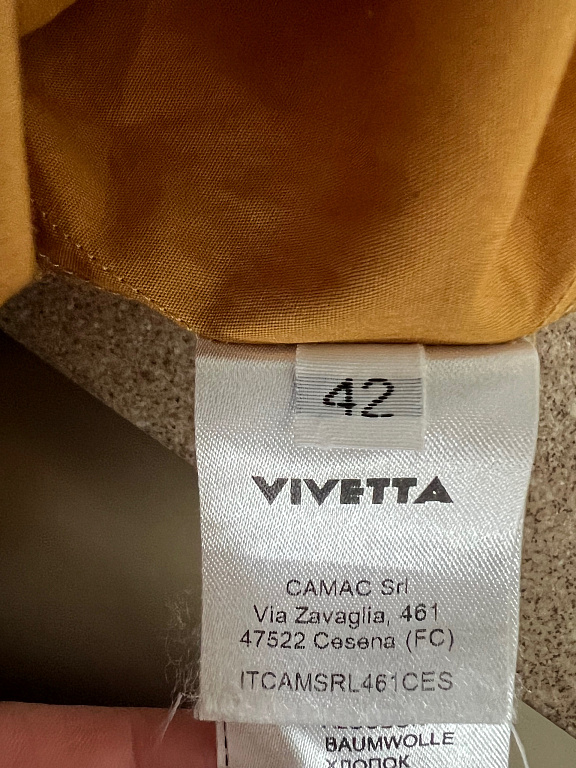 42
VIVETTA
CAMAC Srl
Via Zavaglia, 461
47522 Cesena (FC)
ITCAMSRL461CES
BAUMWOLLE
ХЛОПОК